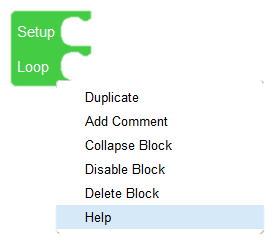 Setup
Loop
Duplicate
Add Comment
Collapse Block
Disable Block
Delete Block
Help